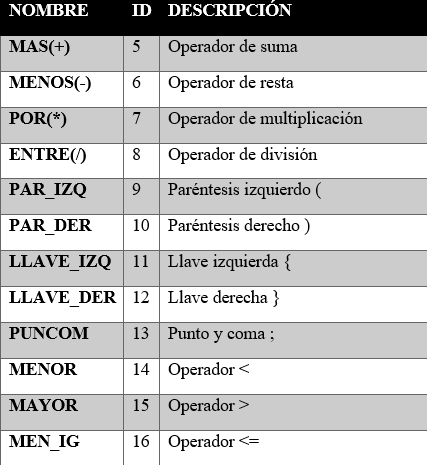 NOMBRE ID DESCRIPCIÓN
MAS(+) 5 Operador de suma
MENOS(-) 6 Operador de resta
POR(*) 7 Operador de multiplicación
ENTRE(/) 8 Operador de división
PAR_IZQ 9 Paréntesis izquierdo (
PAR_DER 10 Paréntesis derecho )
LLAVE_IZQ 11 Llave izquierda {
LLAVE_DER 12 Llave derecha }
PUNCOM 13 Punto y coma ;
MENOR 14 Operador <
MAYOR 15 Operador >
MEN_IG 16 Operador <=